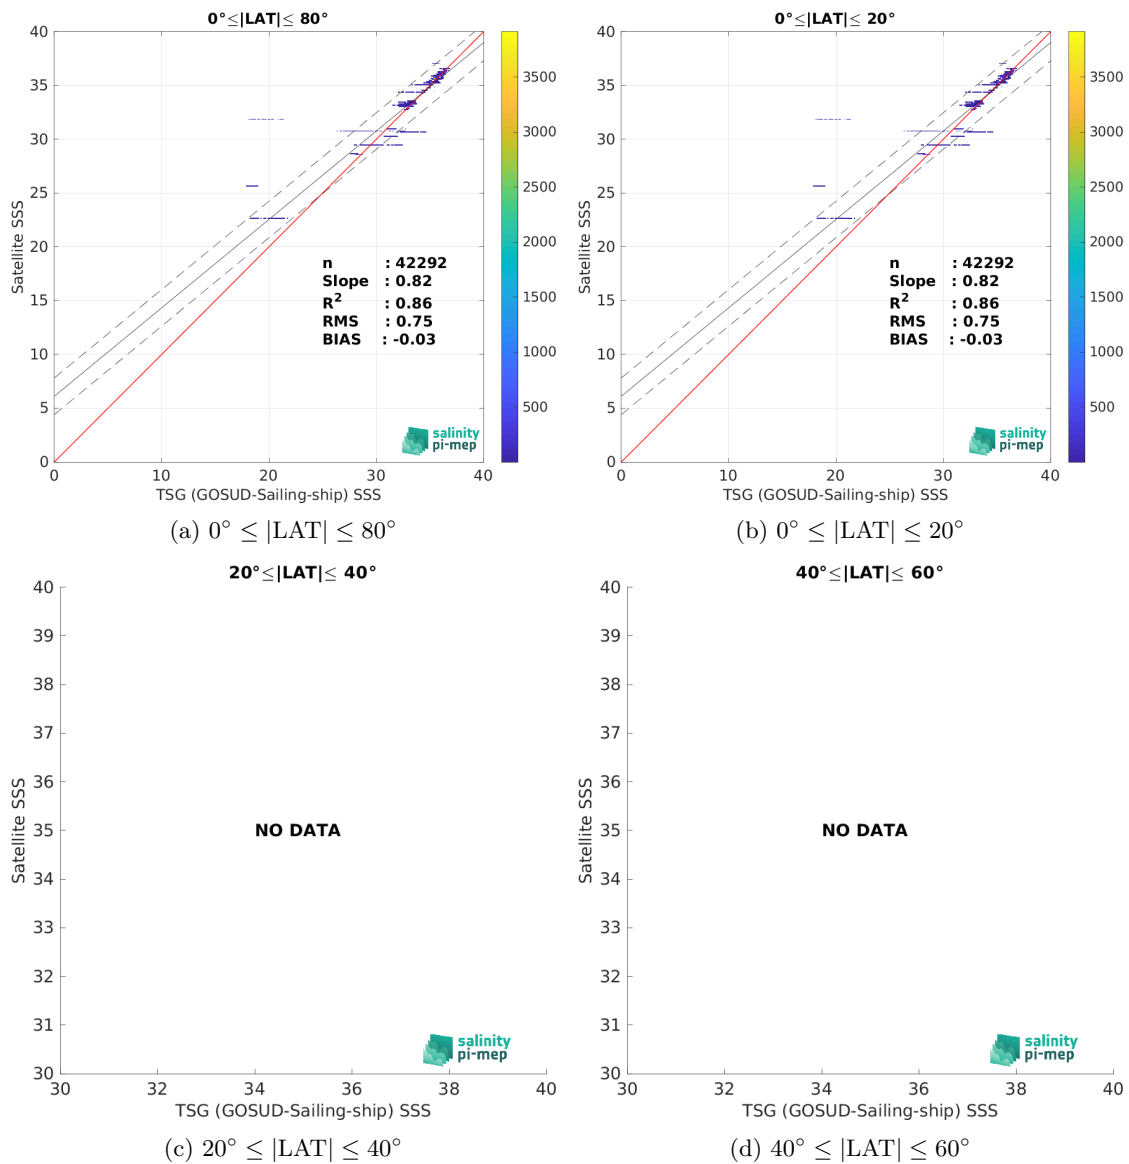 0°≤|LAT|≤ 80°
40
35
30
25
20
15
10
5
0
Satellite SSS
n : 42292
Slope : 0.82
R² : 0.86
RMS : 0.75
BIAS : -0.03
salinity
pi-mep
0 10 20 30 40
TSG (GOSUD-Sailing-ship) SSS
3500
3000
2500
2000
1500
1000
500
(a) 0° ≤ |LAT| ≤ 80°
0°≤|LAT|≤ 20°
40
35
30
25
20
15
10
5
0
Satellite SSS
n : 42292
Slope : 0.82
R² : 0.86
RMS : 0.75
BIAS : -0.03
salinity
pi-mep
0 10 20 30 40
TSG (GOSUD-Sailing-ship) SSS
3500
3000
2500
2000
1500
1000
500
(b) 0° ≤ |LAT| ≤ 20°
20°≤|LAT|≤ 40°
40
39
38
37
36
35
34
33
32
31
30
Satellite SSS
NO DATA
salinity
pi-mep
30 32 34 36 38 40
TSG (GOSUD-Sailing-ship) SSS
(c) 20° ≤ |LAT| ≤ 40°
40°≤|LAT|≤ 60°
40
39
38
37
36
35
34
33
32
31
30
Satellite SSS
NO DATA
salinity
pi-mep
30 32 34 36 38 40
TSG (GOSUD-Sailing-ship) SSS
(d) 40° ≤ |LAT| ≤ 60°